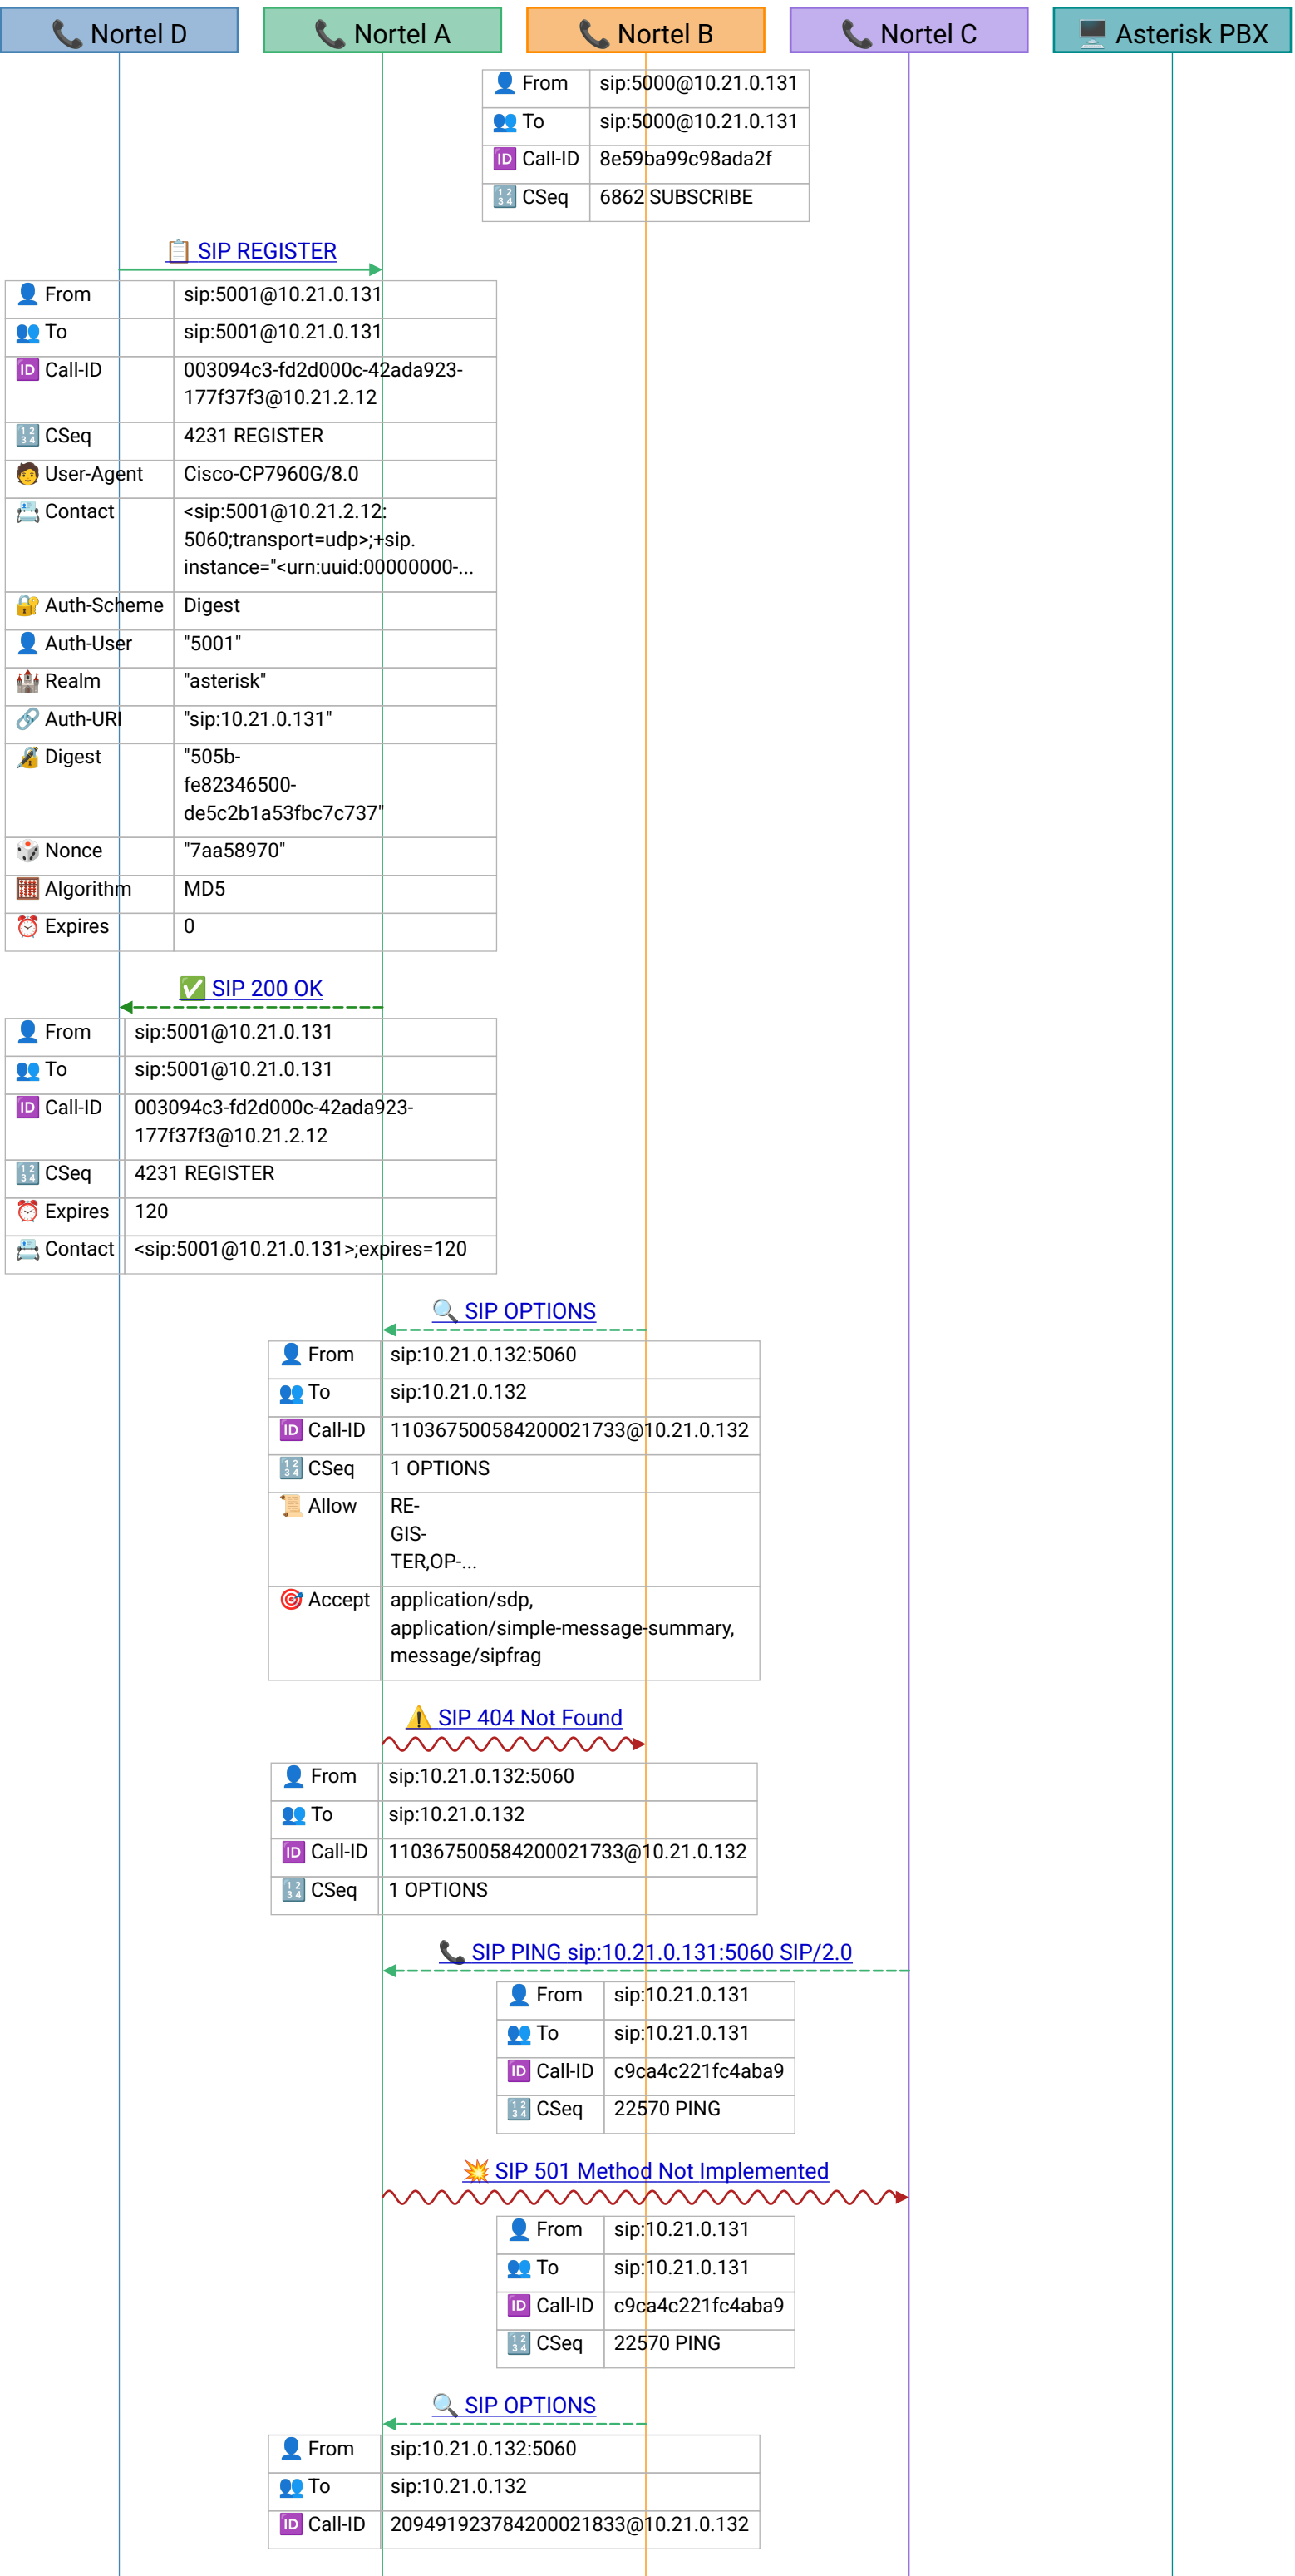 📞 Nortel D
📞 Nortel A
📞 Nortel B
📞 Nortel C
🖥️ Asterisk PBX
👤 From sip:5000@10.21.0.131
👥 To sip:5000@10.21.0.131
🆔 Call-ID 8e59ba99c98ada2f
🔢 CSeq 6862 SUBSCRIBE
📋 SIP REGISTER
👤 From sip:5001@10.21.0.131
👥 To sip:5001@10.21.0.131
🆔 Call-ID 003094c3-fd2d000c-42ada923-
177f37f3@10.21.2.12
🔢 CSeq 4231 REGISTER
🧑 User-Agent Cisco-CP7960G/8.0
📇 Contact <sip:5001@10.21.2.12:
5060;transport=udp>;+sip.
instance="<urn:uuid:00000000-...
🔐 Auth-Scheme Digest
👤 Auth-User "5001"
🏰 Realm "asterisk"
🔗 Auth-URI "sip:10.21.0.131"
🔏 Digest "505b-
fe82346500-
de5c2b1a53fbc7c737"
🎲 Nonce "7aa58970"
🧮 Algorithm MD5
⏰ Expires 0
✅ SIP 200 OK
👤 From sip:5001@10.21.0.131
👥 To sip:5001@10.21.0.131
🆔 Call-ID 003094c3-fd2d000c-42ada923-
177f37f3@10.21.2.12
🔢 CSeq 4231 REGISTER
⏰ Expires 120
📇 Contact <sip:5001@10.21.0.131>;expires=120
🔍 SIP OPTIONS
👤 From sip:10.21.0.132:5060
👥 To sip:10.21.0.132
🆔 Call-ID 110367500584200021733@10.21.0.132
🔢 CSeq 1 OPTIONS
📜 Allow RE-
GIS-
TER,OP-...
🎯 Accept application/sdp,
application/simple-message-summary,
message/sipfrag
⚠️ SIP 404 Not Found
👤 From sip:10.21.0.132:5060
👥 To sip:10.21.0.132
🆔 Call-ID 110367500584200021733@10.21.0.132
🔢 CSeq 1 OPTIONS
📞 SIP PING sip:10.21.0.131:5060 SIP/2.0
👤 From sip:10.21.0.131
👥 To sip:10.21.0.131
🆔 Call-ID c9ca4c221fc4aba9
🔢 CSeq 22570 PING
💥 SIP 501 Method Not Implemented
👤 From sip:10.21.0.131
👥 To sip:10.21.0.131
🆔 Call-ID c9ca4c221fc4aba9
🔢 CSeq 22570 PING
🔍 SIP OPTIONS
👤 From sip:10.21.0.132:5060
👥 To sip:10.21.0.132
🆔 Call-ID 209491923784200021833@10.21.0.132